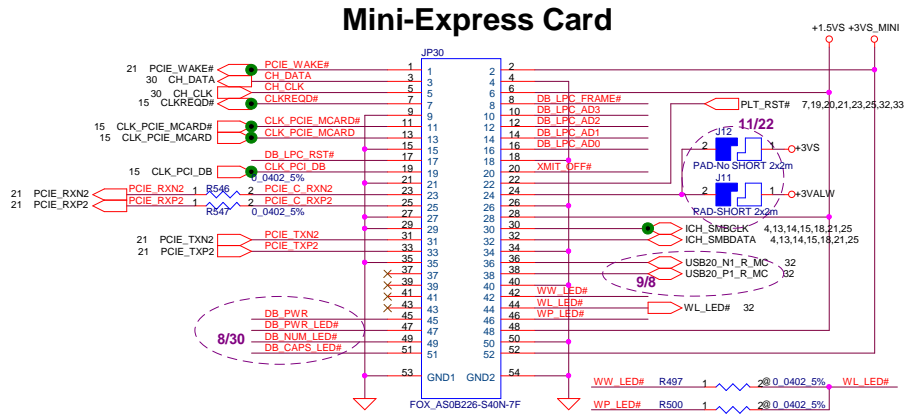 Mini-Express Card
+1.5VS +3VS_MINI
JP30
21 PCIE_WAKE# PCIE_WAKE# 1 1 2 2
30 CH_DATA CH_DATA 3 3 4 4
30 CH_CLK CH_CLK 5 5 6 6
15 CLKREQD# CLKREQD# 7 7 8 8 DB_LPC_FRAME# PLT_RST# 7,19,20,21,23,25,32,33
9 9 10 10 DB_LPC_AD3
15 CLK_PCIE_MCARD# CLK_PCIE_MCARD# 11 11 12 12 DB_LPC_AD2
15 CLK_PCIE_MCARD CLK_PCIE_MCARD 13 13 14 14 DB_LPC_AD1
15 15 16 16 DB_LPC_AD0
DB_LPC_RST# 17 17 18 18
15 CLK_PCI_DB CLK_PCI_DB 19 19 20 20 XMIT_OFF#
0_0402_5%
21 21 22 22
21 PCIE_RXN2 PCIE_RXN2 1 R546 2 PCIE_C_RXN2 23 23 24 24
21 PCIE_RXP2 PCIE_RXP2 1 R547 2 PCIE_C_RXP2 25 25 26 26
0_0402_5%
27 27 28 28
29 29 30 30 ICH_SMBCLK 4,13,14,15,18,21,25
21 PCIE_TXN2 PCIE_TXN2 31 31 32 32 ICH_SMBDATA 4,13,14,15,18,21,25
21 PCIE_TXP2 PCIE_TXP2 33 33 34 34
35 35 36 36 USB20_N1_R_MC 32
37 37 38 38 USB20_P1_R_MC 32
9/8
39 39 40 40
41 41 42 42 WW_LED#
43 43 44 44 WL_LED# WL_LED# 32
DB_PWR 45 45 46 46 WP_LED#
DB_PWR_LED# 47 47 48 48
8/30
DB_NUM_LED# 49 49 50 50
DB_CAPS_LED# 51 51 52 52
53 GND1 GND2 54
FOX_AS0B226-S40N-7F
11/22
J12
2 1 +3VS
PAD-No SHORT 2x2m
J11
2 1 +3VALW
PAD-SHORT 2x2m
WW_LED# R497 1 2 @ 0_0402_5% WL_LED#
WP_LED# R500 1 2 @ 0_0402_5%